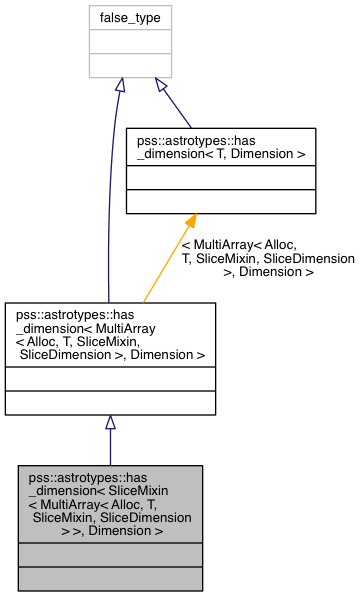 false_type
pss::astrotypes::has
_dimension< T, Dimension >
< MultiArray< Alloc,
T, SliceMixin, SliceDimension
>, Dimension >
pss::astrotypes::has
_dimension< MultiArray
< Alloc, T, SliceMixin,
SliceDimension >, Dimension >
pss::astrotypes::has
_dimension< SliceMixin
< MultiArray< Alloc, T,
SliceMixin, SliceDimension
> >, Dimension >